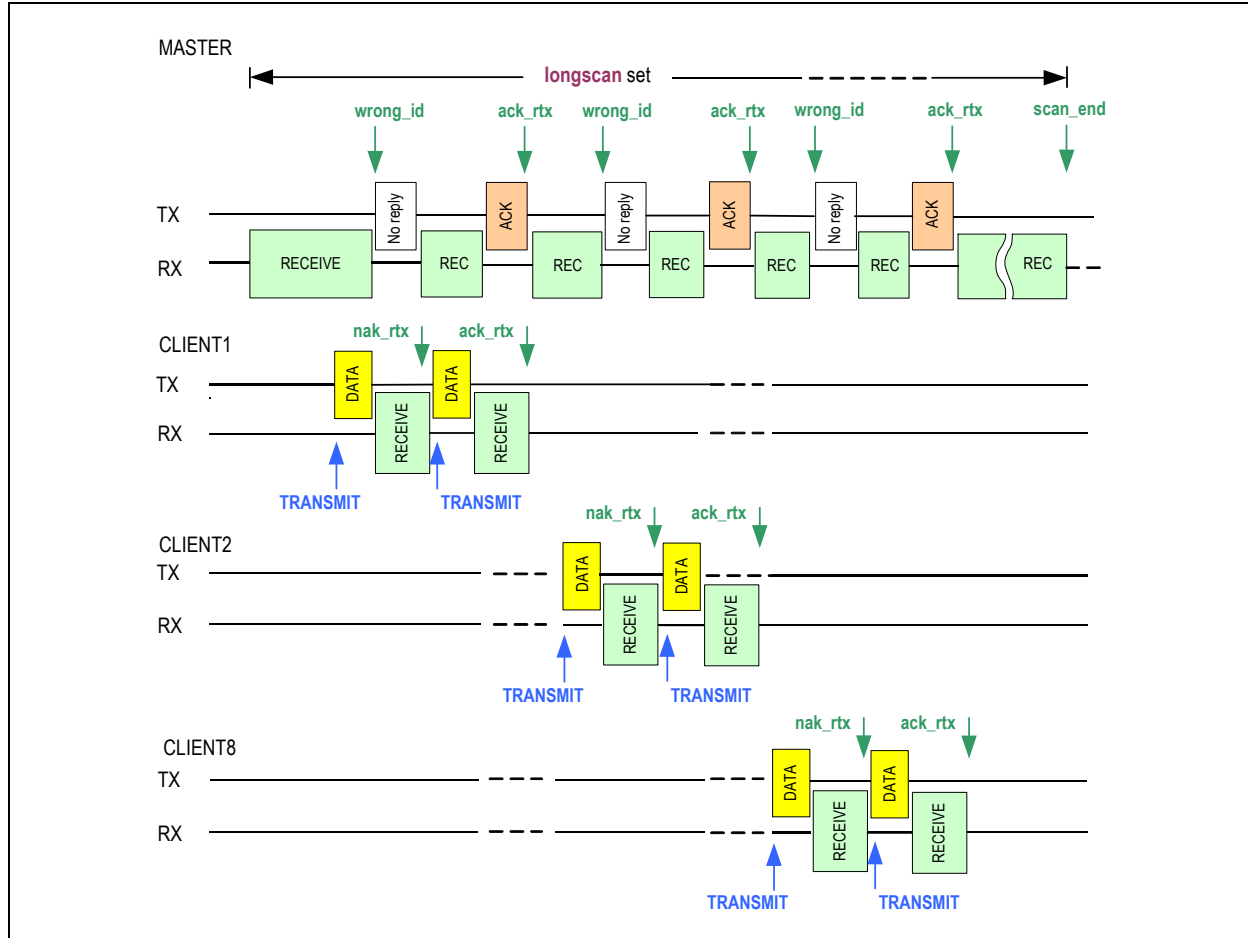 MASTER
longscan set
wrong_id ack_rtx wrong_id ack_rtx wrong_id ack_rtx scan_end
TX No reply ACK No reply ACK No reply ACK
RX RECEIVE REC REC REC REC REC REC
CLIENT1
nak_rtx ack_rtx
TX DATA DATA
RX RECEIVE RECEIVE
TRANSMIT TRANSMIT
CLIENT2
nak_rtx ack_rtx
TX DATA DATA
RX RECEIVE RECEIVE
TRANSMIT TRANSMIT
CLIENT8
nak_rtx ack_rtx
TX DATA DATA
RX RECEIVE RECEIVE
TRANSMIT TRANSMIT